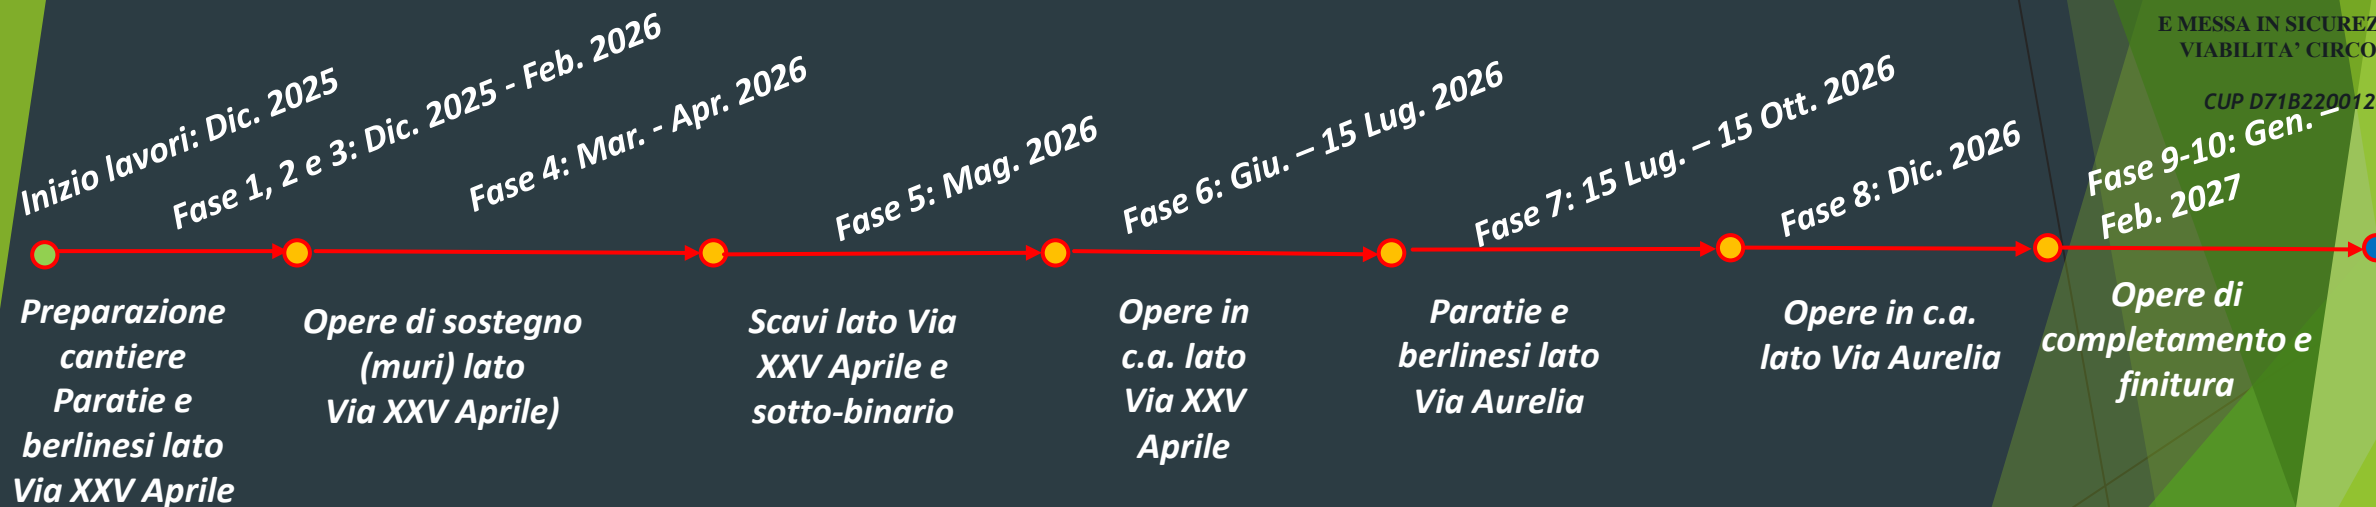 E MESSA IN SICUREZ
VIABILITA’ CIRCO
CUP D71B220012
Inizio lavori: Dic. 2025
Fase 1, 2 e 3: Dic. 2025 - Feb. 2026
Fase 4: Mar. - Apr. 2026
Fase 5: Mag. 2026
Fase 6: Giu. – 15 Lug. 2026
Fase 7: 15 Lug. – 15 Ott. 2026
Fase 8: Dic. 2026
Fase 9-10: Gen. –
Feb. 2027
Preparazione
cantiere
Paratie e
berlinesi lato
Via XXV Aprile
Opere di sostegno
(muri) lato
Via XXV Aprile)
Scavi lato Via
XXV Aprile e
sotto-binario
Opere in
c.a. lato
Via XXV
Aprile
Paratie e
berlinesi lato
Via Aurelia
Opere in c.a.
lato Via Aurelia
Opere di
completamento e
finitura